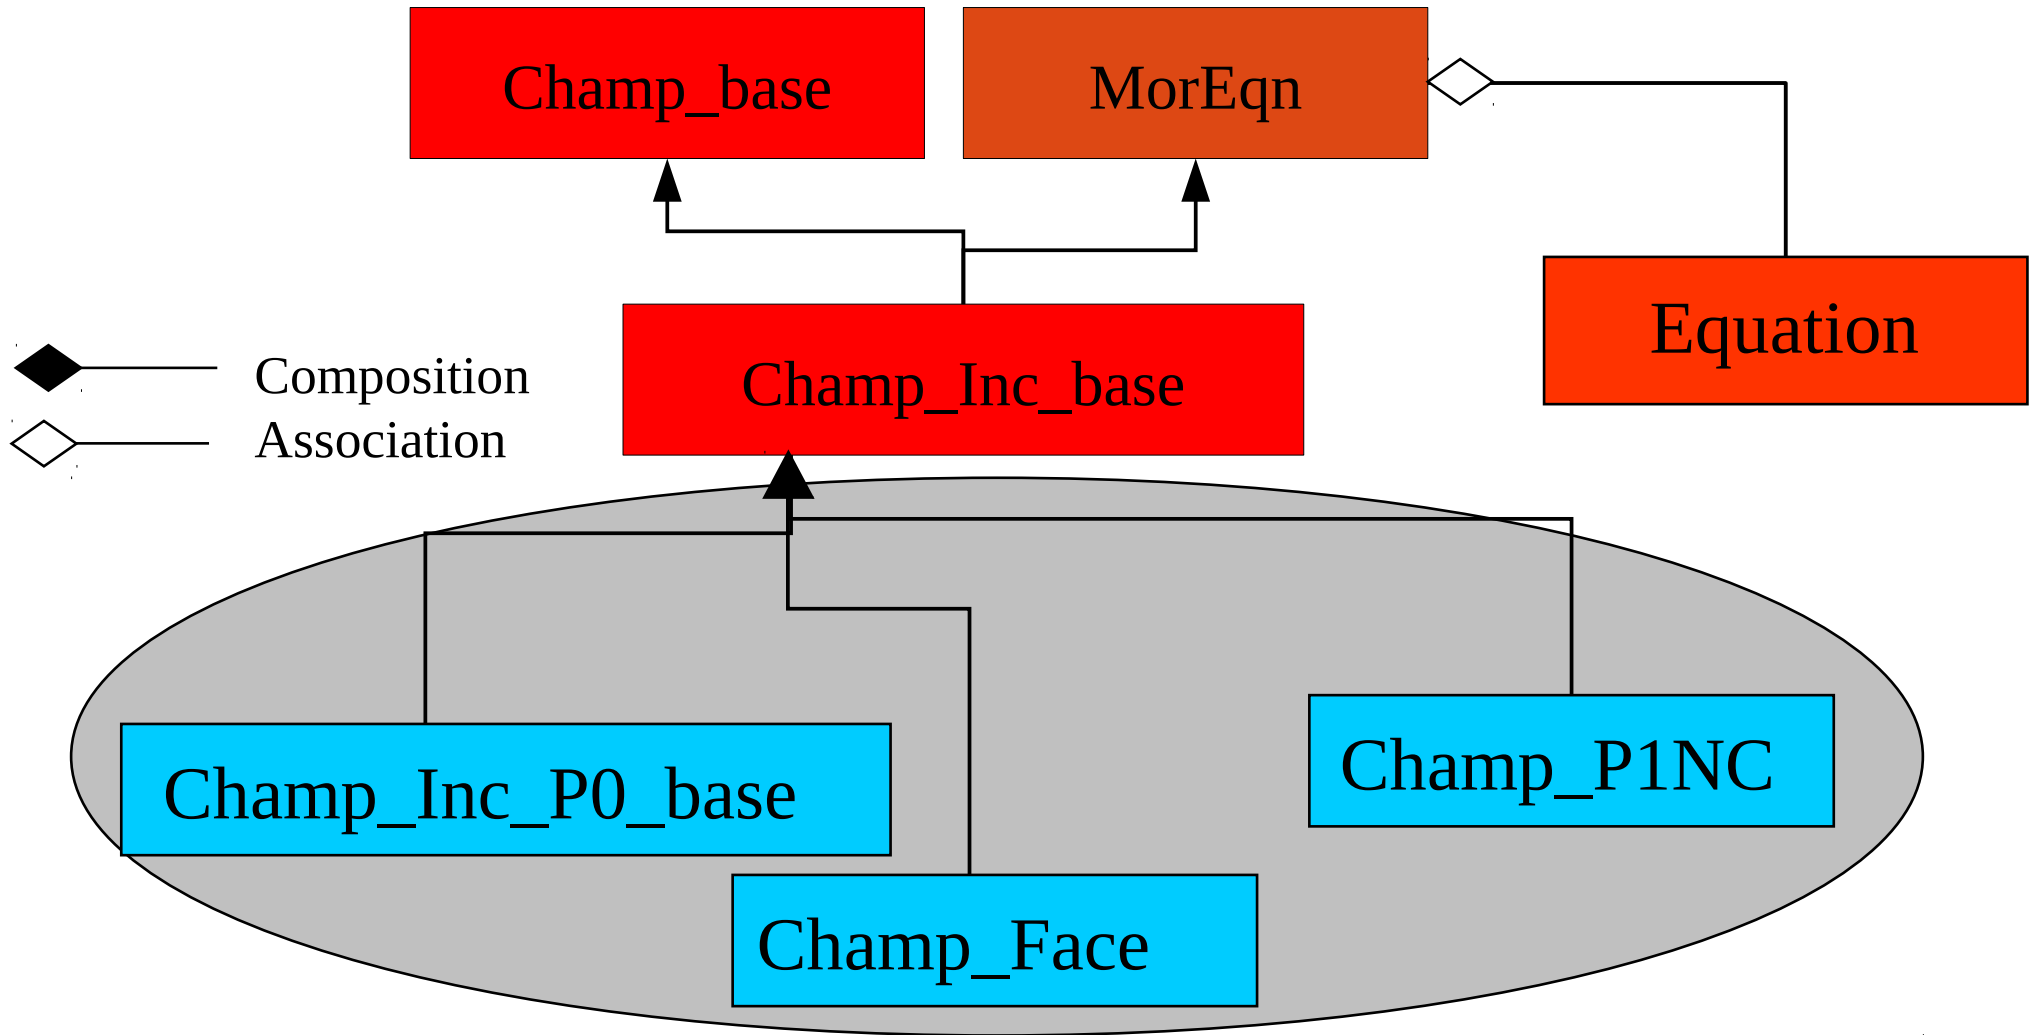 Champ_base
MorEqn
Equation
Champ_Inc_base
Composition
Association
Champ_Inc_P0_base
Champ_P1NC
Champ_Face